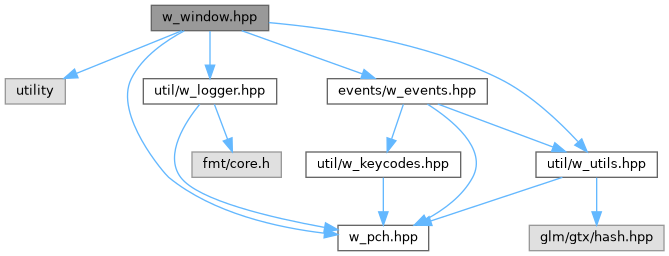 w_window.hpp
utility
util/w_logger.hpp
events/w_events.hpp
fmt/core.h
util/w_keycodes.hpp
util/w_utils.hpp
w_pch.hpp
glm/gtx/hash.hpp